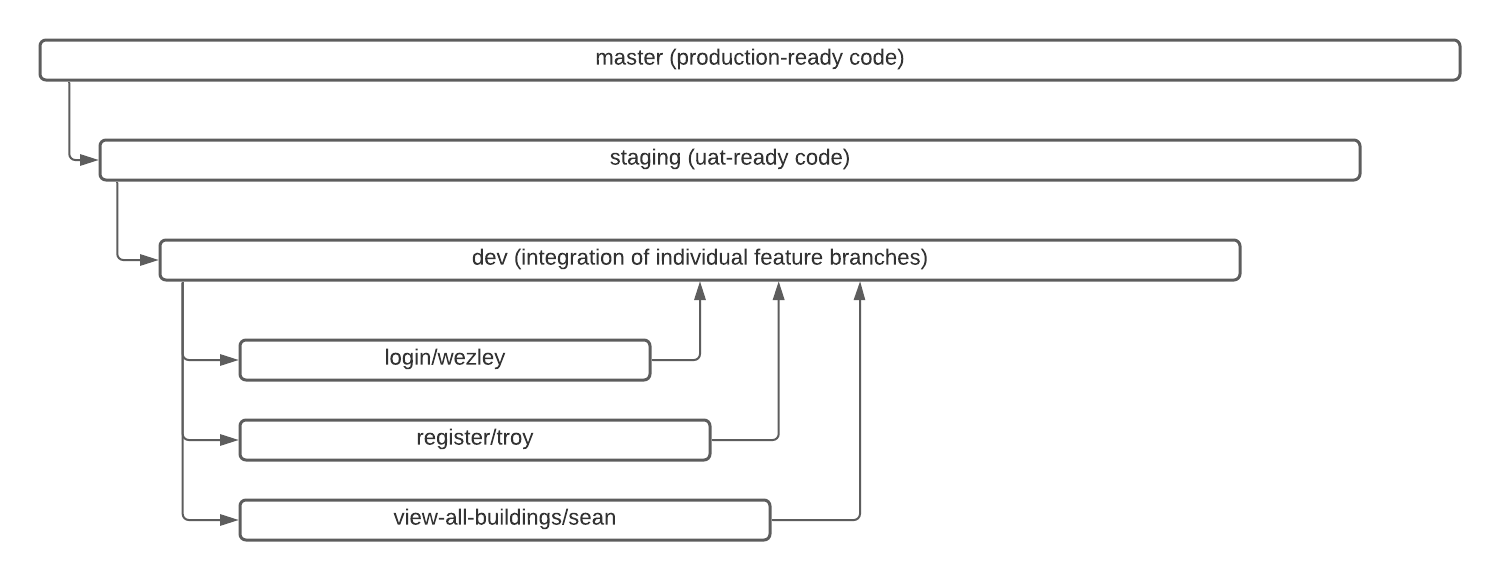 master (production-ready code)
staging (uat-ready code)
dev (integration of individual feature branches)
login/wezley
register/troy
view-all-buildings/sean